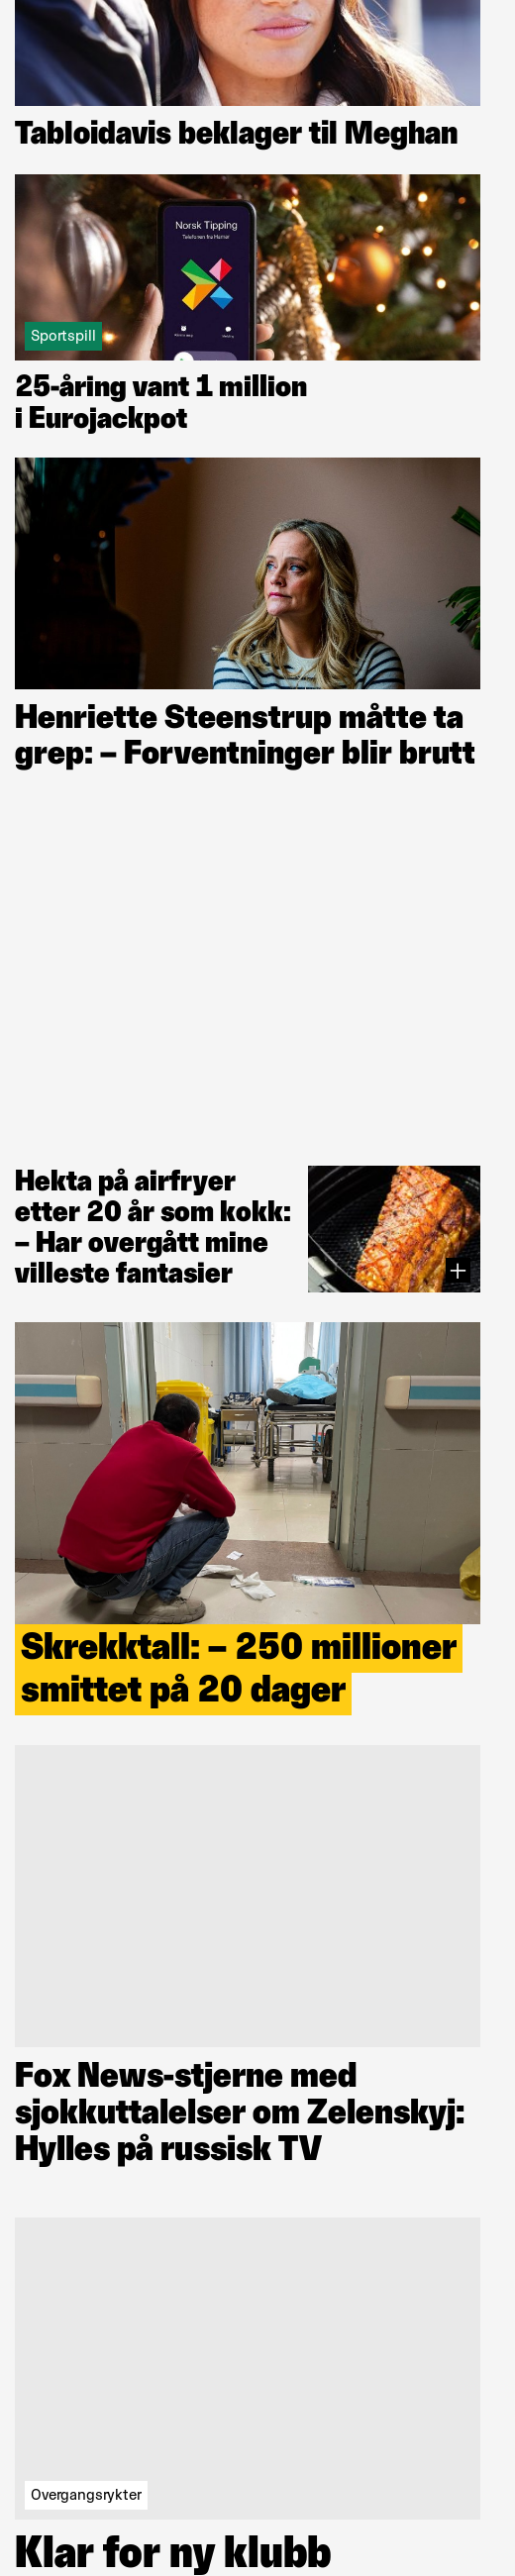 Tabloidavis beklager til Meghan
Norsk Tipping
Sportspill
25-åring vant 1 million
i Eurojackpot
Henriette Steenstrup måtte ta
grep: – Forventninger blir brutt
Hekta på airfryer
etter 20 år som kokk:
– Har overgått mine
villeste fantasier
Skrekktall: – 250 millioner
smittet på 20 dager
Fox News-stjerne med
sjokkuttalelser om Zelenskyj:
Hylles på russisk TV
Overgangsrykter
Klar for ny klubb